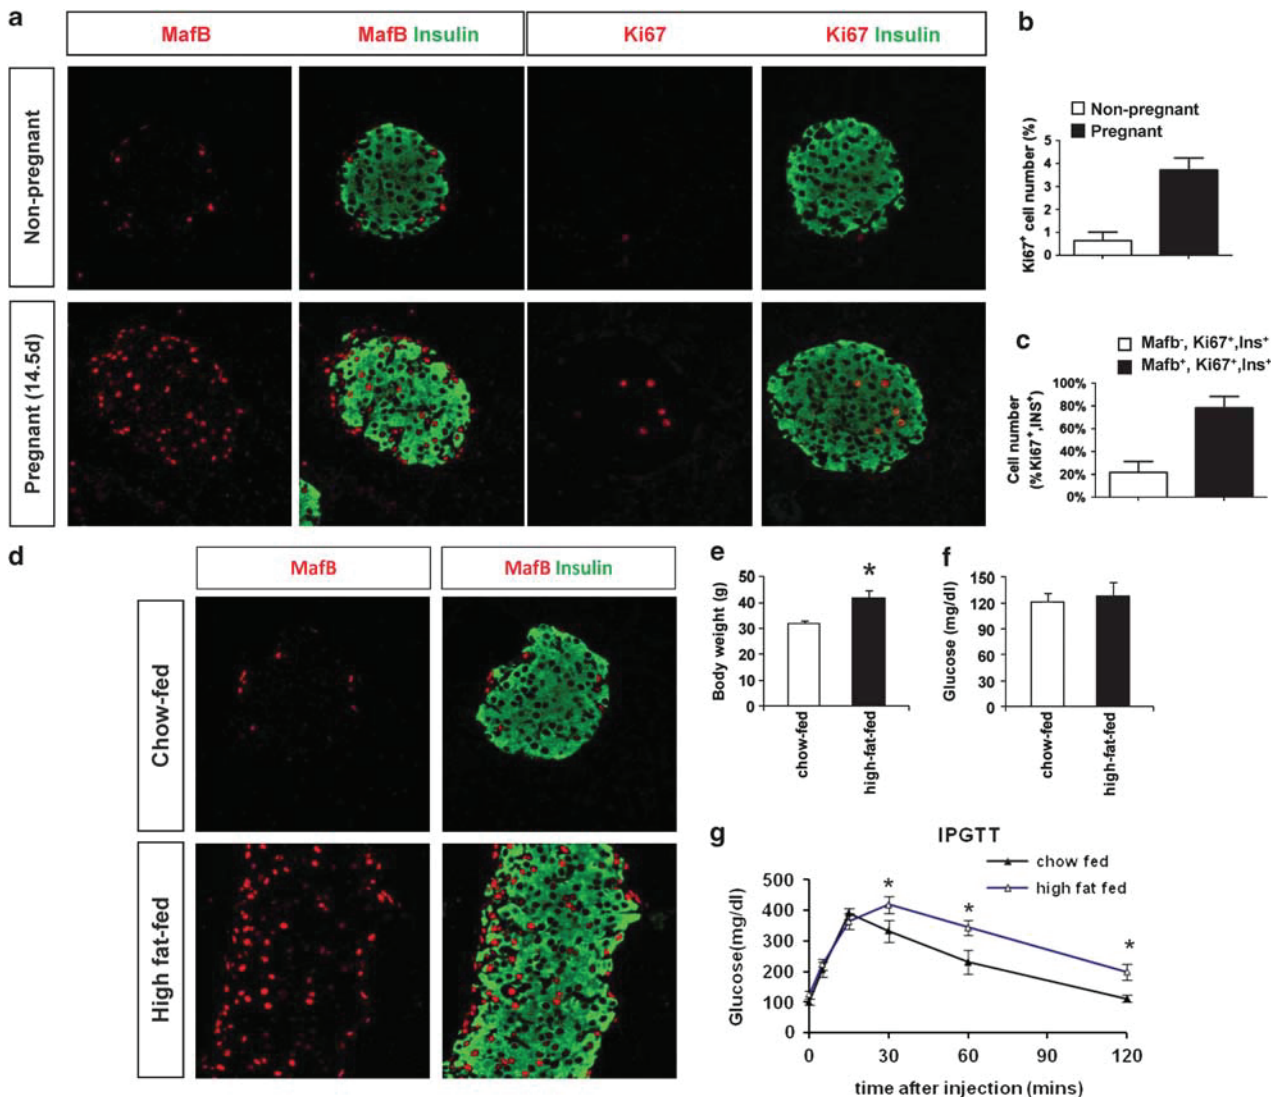 a
MafB
MafB Insulin
Ki67
Ki67 Insulin
Non-pregnant
Pregnant (14.5d)
b
Non-pregnant
Pregnant
Ki67+ cell number (%)
5
4
3
2
1
0
c
Mafb-, Ki67+,Ins+
Mafb+, Ki67+,Ins+
Cell number
(%Ki67+,INS+)
100%
80%
60%
40%
20%
0%
d
MafB
MafB Insulin
Chow-fed
High fat-fed
e
*
Body weight (g)
50
40
30
20
10
0
chow-fed
high-fat-fed
f
Glucose (mg/dl)
150
120
90
60
30
0
chow-fed
high-fat-fed
g
IPGTT
chow fed
high fat fed
* * *
Glucose(mg/dl)
500
400
300
200
100
0
0 30 60 90 120
time after injection (mins)